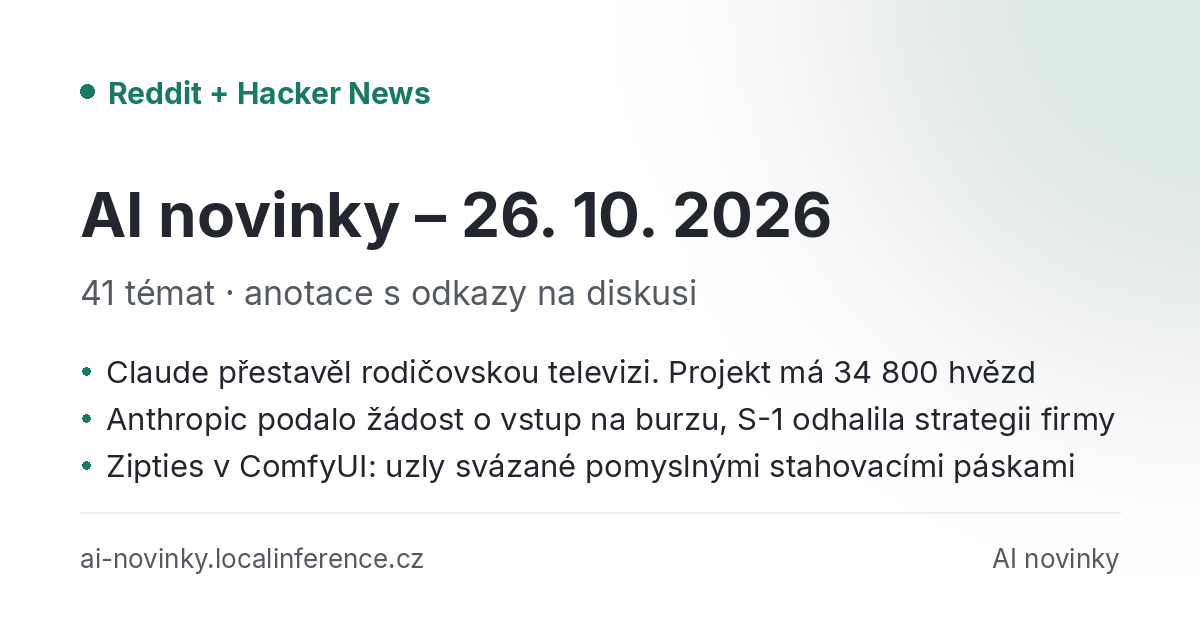 Reddit + Hacker News
AI novinky – 26. 10. 2026
41 témat · anotace s odkazy na diskusi
• Claude přestavěl rodičovskou televizi. Projekt má 34 800 hvězd
• Anthropic podalo žádost o vstup na burzu, S-1 odhalila strategii firmy
• Zipties v ComfyUI: uzly svázané pomyslnými stahovacími páskami
ai-novinky.localinference.cz
AI novinky